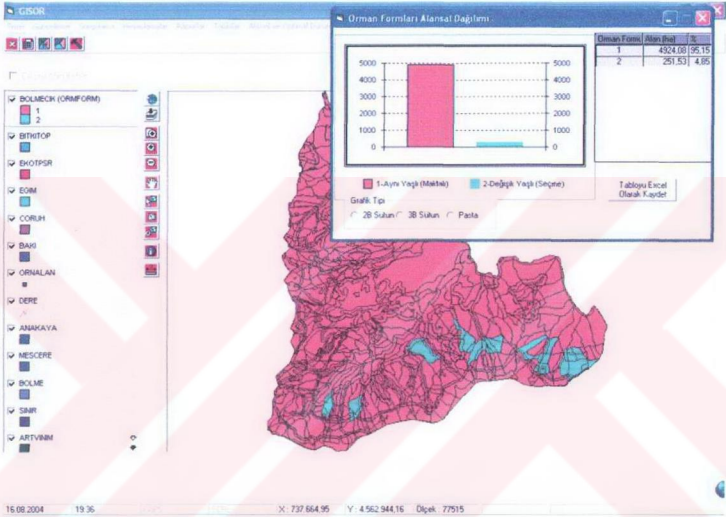 GISOR
Orman Formları Alansal Dağılımı
Orman Formu Alan (ha) %
1 4924,08 95,15
2 251,53 4,85
5000 5000
4000 4000
3000 3000
2000 2000
1000 1000
0 0
1-Aynı Yaşlı (Maktalı) 2-Değişik Yaşlı (Seçme)
Grafik Tipi
2B Sutun 3B Sutun Pasta
Tabloyu Excel
Olarak Kaydet
BOLMECIK (ORMFORM)
1
2
BITKITOP
EKOTPSR
EGIM
CORUH
BAKI
ORNALAN
DERE
ANAKAYA
MESCERE
BOLME
SINIR
ARTVINIM
16.08.2004 19:36 X : 737.664,95 Y : 4.562.944,16 Ölçek 77515